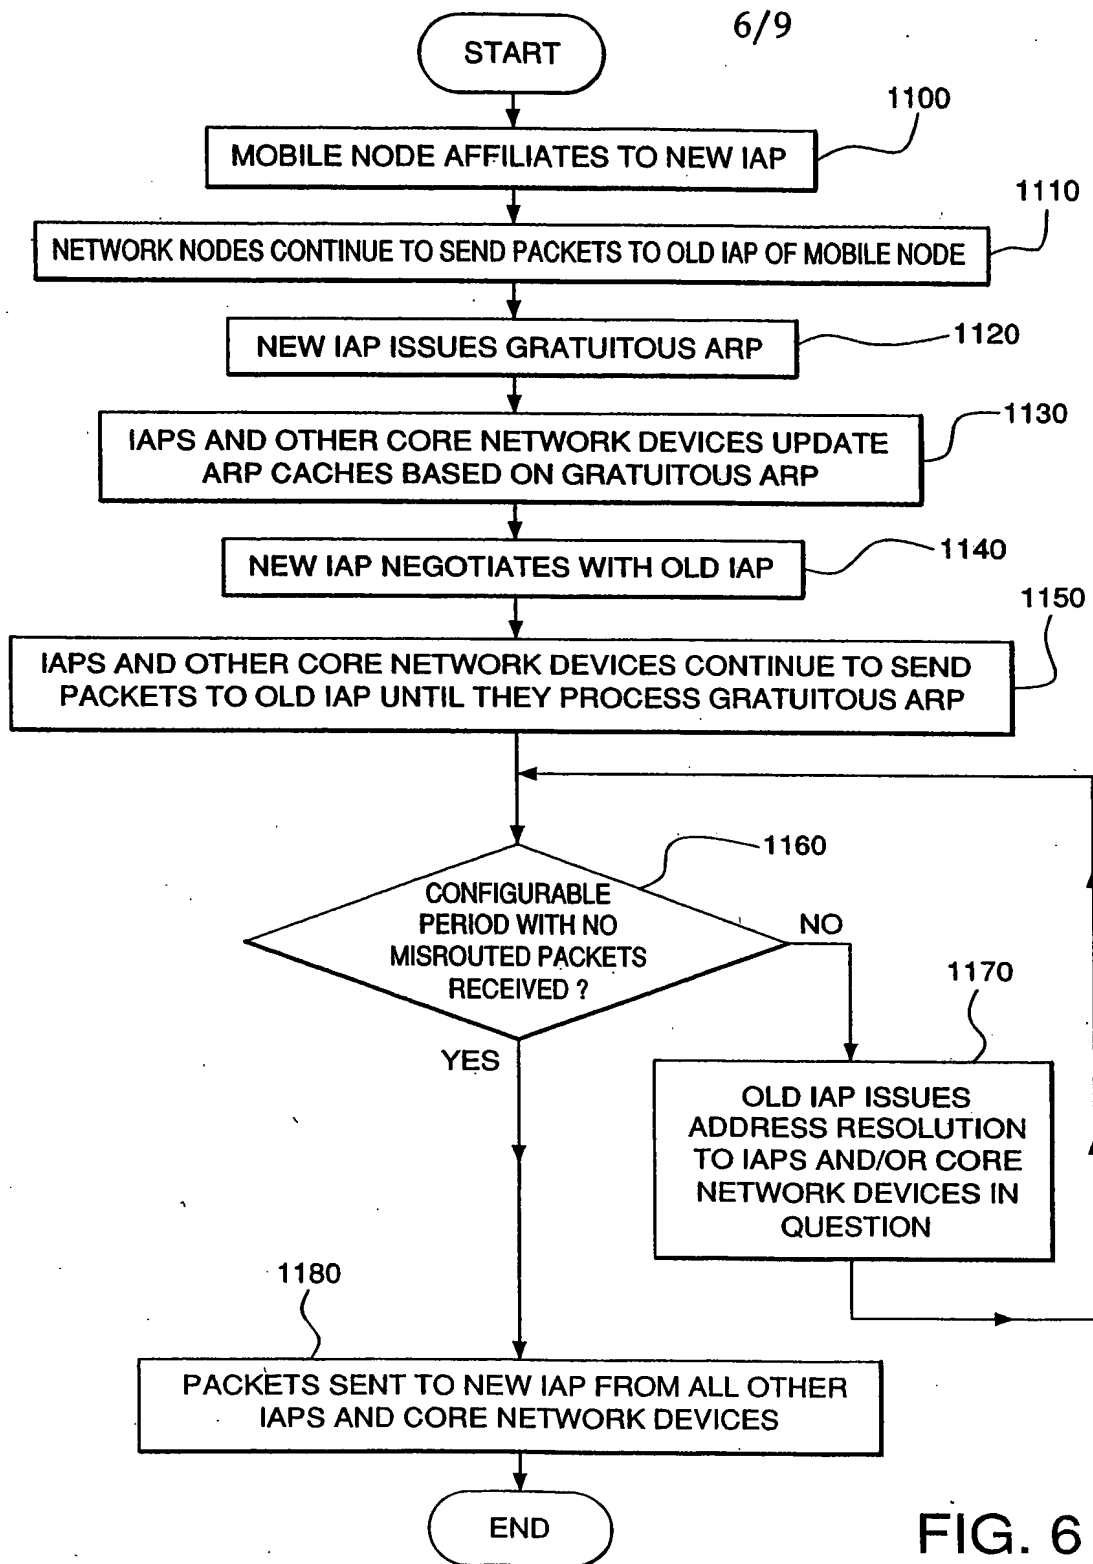 6/9
START
1100
MOBILE NODE AFFILIATES TO NEW IAP
1110
NETWORK NODES CONTINUE TO SEND PACKETS TO OLD IAP OF MOBILE NODE
1120
NEW IAP ISSUES GRATUITOUS ARP
1130
IAPS AND OTHER CORE NETWORK DEVICES UPDATE
ARP CACHES BASED ON GRATUITOUS ARP
1140
NEW IAP NEGOTIATES WITH OLD IAP
1150
IAPS AND OTHER CORE NETWORK DEVICES CONTINUE TO SEND
PACKETS TO OLD IAP UNTIL THEY PROCESS GRATUITOUS ARP
1160
CONFIGURABLE
PERIOD WITH NO
MISROUTED PACKETS
RECEIVED ?
NO
YES
1170
OLD IAP ISSUES
ADDRESS RESOLUTION
TO IAPS AND/OR CORE
NETWORK DEVICES IN
QUESTION
1180
PACKETS SENT TO NEW IAP FROM ALL OTHER
IAPS AND CORE NETWORK DEVICES
END
FIG. 6